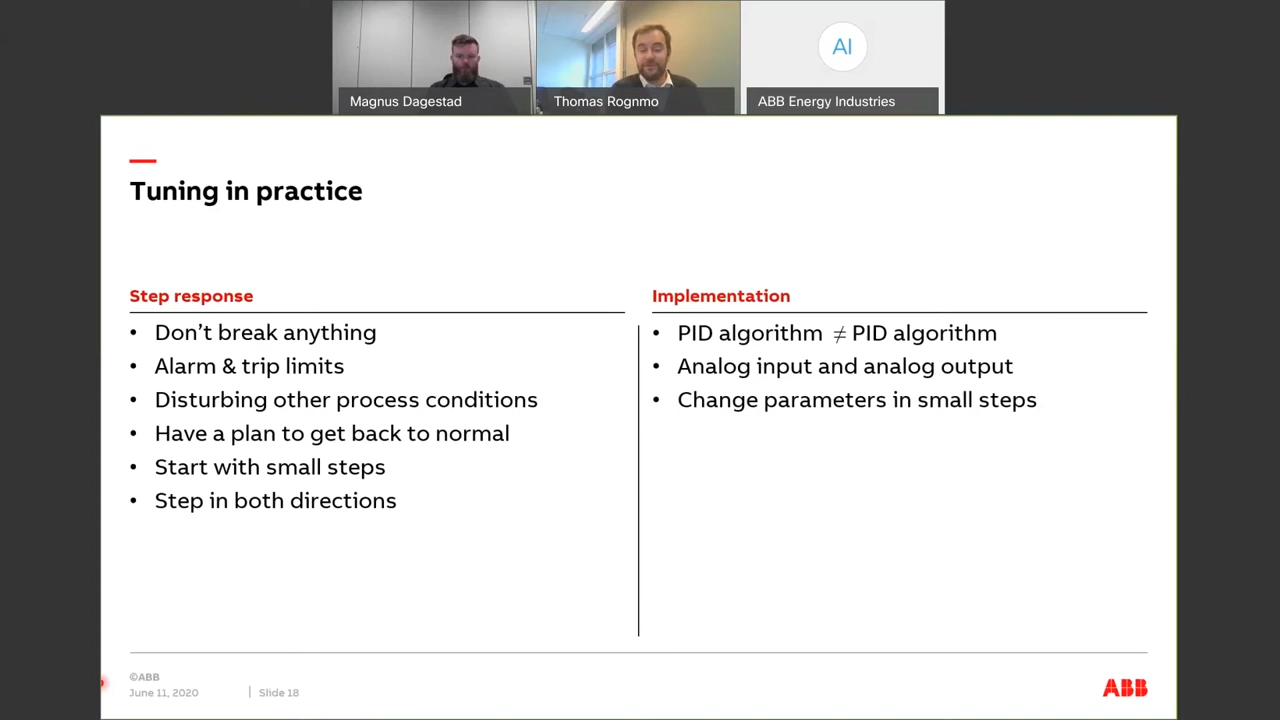 Magnus Dagestad
Thomas Rognmo
AI
ABB Energy Industries
Tuning in practice
Step response
• Don’t break anything
• Alarm & trip limits
• Disturbing other process conditions
• Have a plan to get back to normal
• Start with small steps
• Step in both directions
Implementation
• PID algorithm ≠ PID algorithm
• Analog input and analog output
• Change parameters in small steps
©ABB
June 11, 2020 | Slide 18
ABB